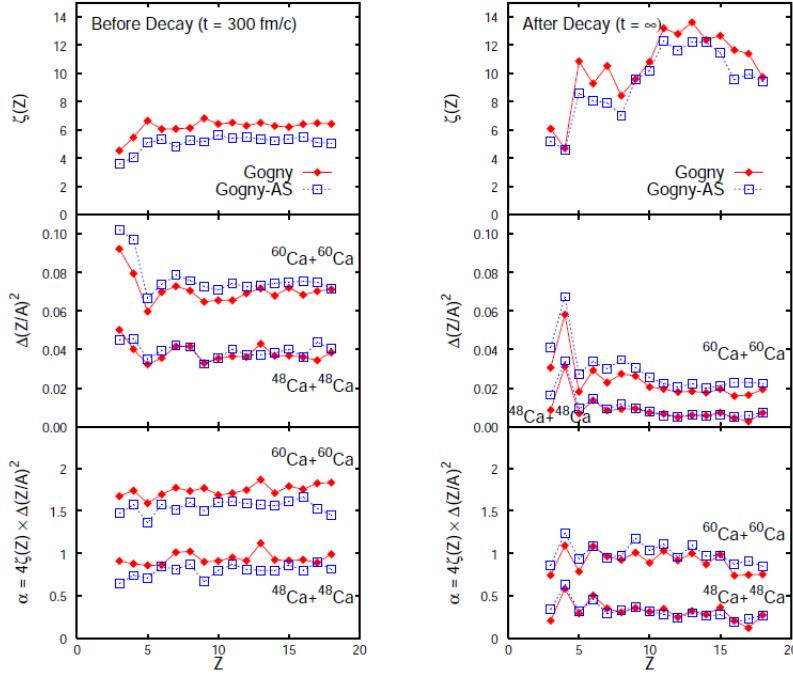 Before Decay (t = 300 fm/c)
14
12
10
8
6
4
2
0
ζ(Z)
Gogny
Gogny-AS
0.10
0.08
0.06
0.04
0.02
0.00
Δ(Z/A)²
⁶⁰Ca+⁶⁰Ca
⁴⁸Ca+⁴⁸Ca
2
1.5
1
0.5
0
α = 4ζ(Z) × Δ(Z/A)²
⁶⁰Ca+⁶⁰Ca
⁴⁸Ca+⁴⁸Ca
0 5 10 15 20
Z
After Decay (t = ∞)
14
12
10
8
6
4
2
0
ζ(Z)
Gogny
Gogny-AS
0.10
0.08
0.06
0.04
0.02
0.00
Δ(Z/A)²
⁶⁰Ca+⁶⁰Ca
⁴⁸Ca+⁴⁸Ca
2
1.5
1
0.5
0
α = 4ζ(Z) × Δ(Z/A)²
⁶⁰Ca+⁶⁰Ca
⁴⁸Ca+⁴⁸Ca
0 5 10 15 20
Z